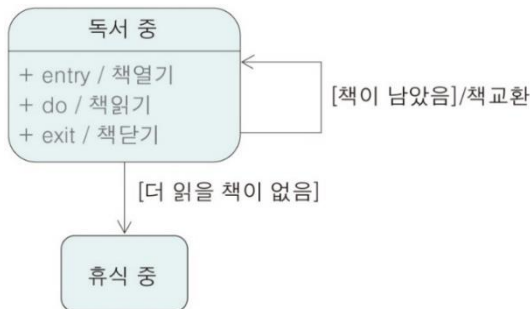 독서 중
+ entry / 책열기
+ do / 책읽기
+ exit / 책닫기
[책이 남았음]/책교환
[더 읽을 책이 없음]
휴식 중